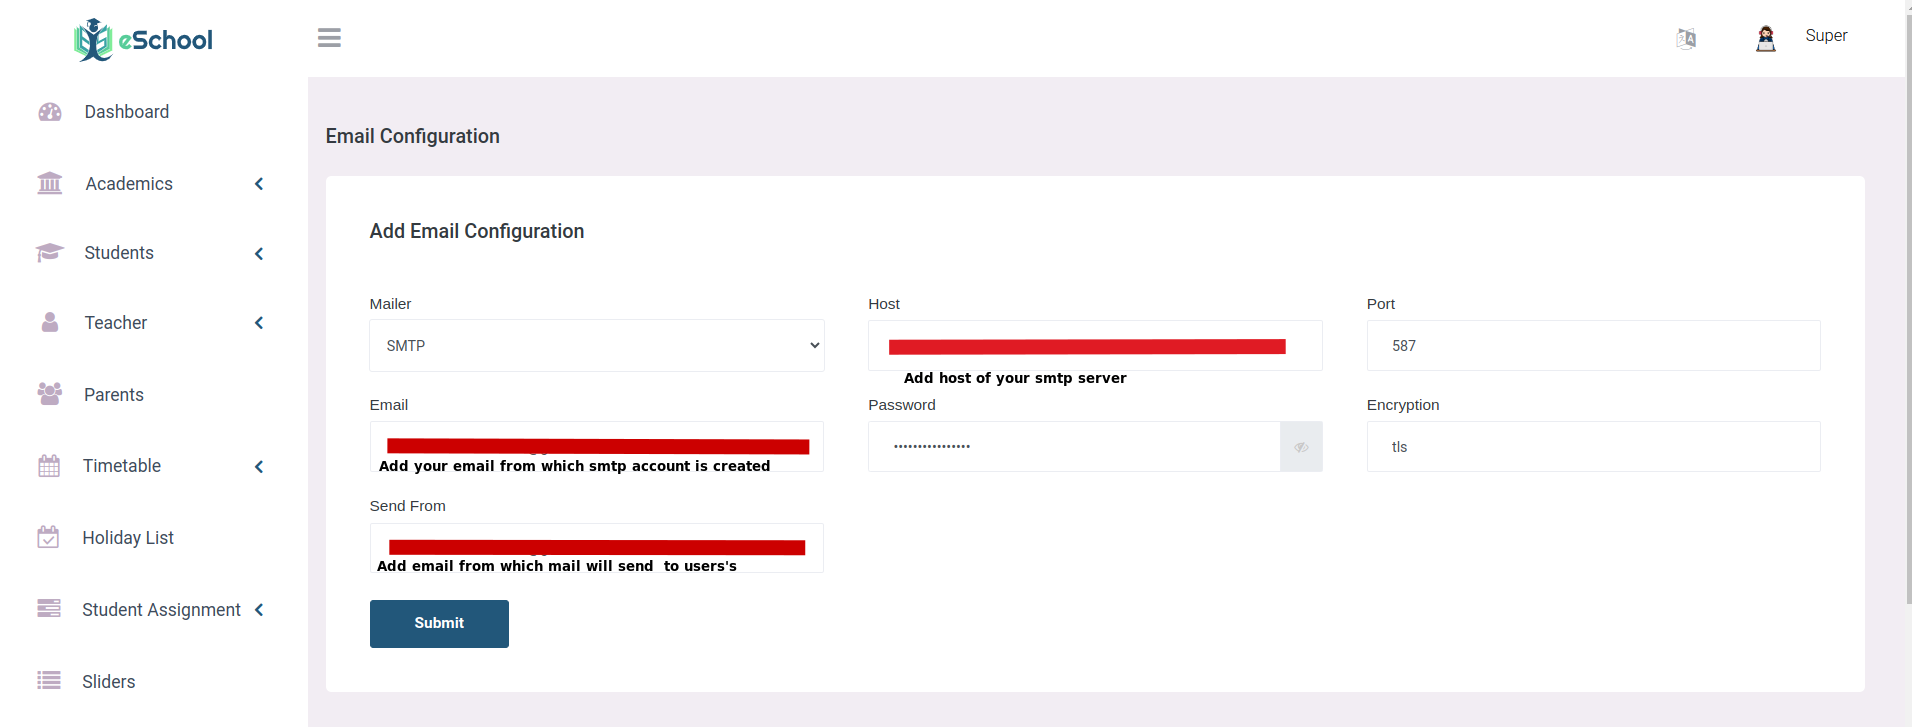 eSchool
Super
Dashboard
Academics
Students
Teacher
Parents
Timetable
Holiday List
Student Assignment
Sliders
Email Configuration
Add Email Configuration
Mailer
SMTP
Host
Add host of your smtp server
Port
587
Email
Add your email from which smtp account is created
Password
••••••••••••••••
Encryption
tls
Send From
Add email from which mail will send  to users's
Submit